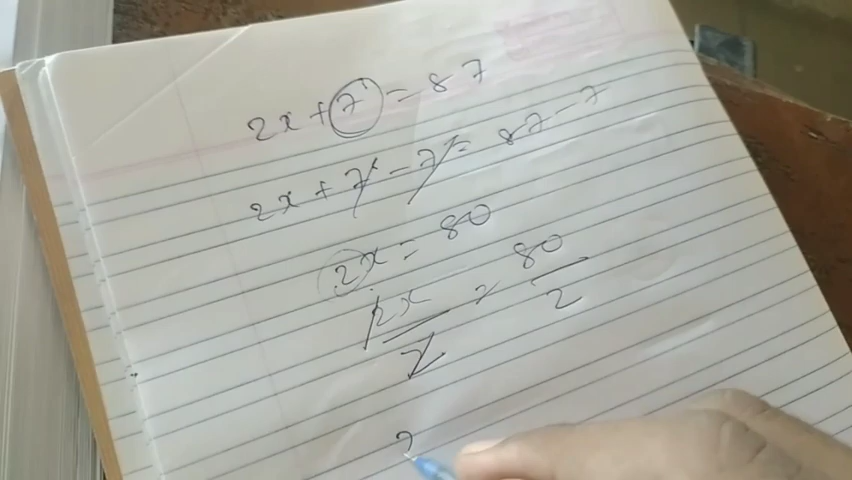 2x + 7 = 87
2x + 7 - 7 = 87 - 7
2x = 80
2x/2 = 80/2